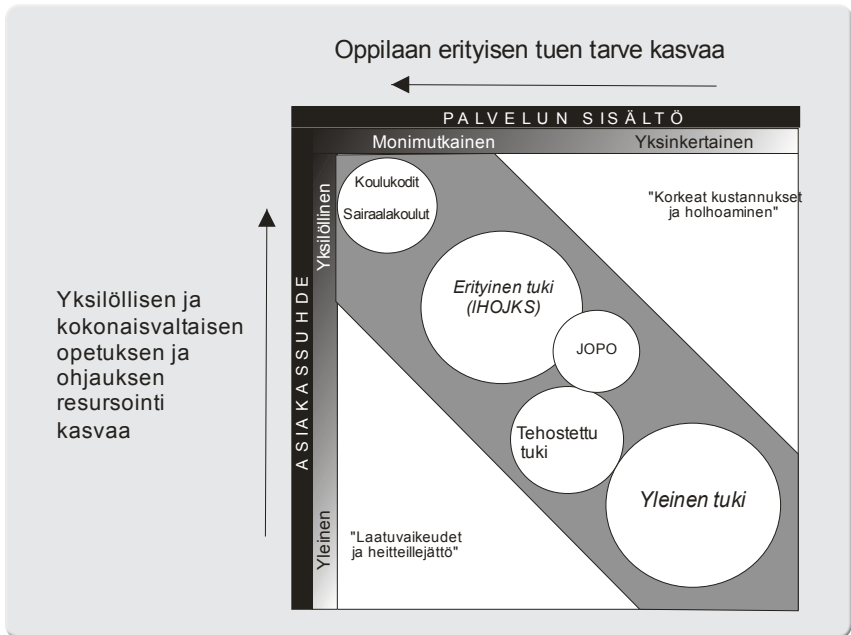 Oppilaan erityisen tuen tarve kasvaa
PALVELUN SISÄLTÖ
Monimutkainen
Yksinkertainen
ASIAKASSUHDE
Yksilöllinen
Yleinen
Koulukodit
Sairaalakoulut
"Korkeat kustannukset
ja holhoaminen"
Erityinen tuki
(IHOJKS)
JOPO
Tehostettu
tuki
Yleinen tuki
"Laatuvaikeudet
ja heitteillejättö"
Yksilöllisen ja
kokonaisvaltaisen
opetuksen ja
ohjauksen
resursointi
kasvaa